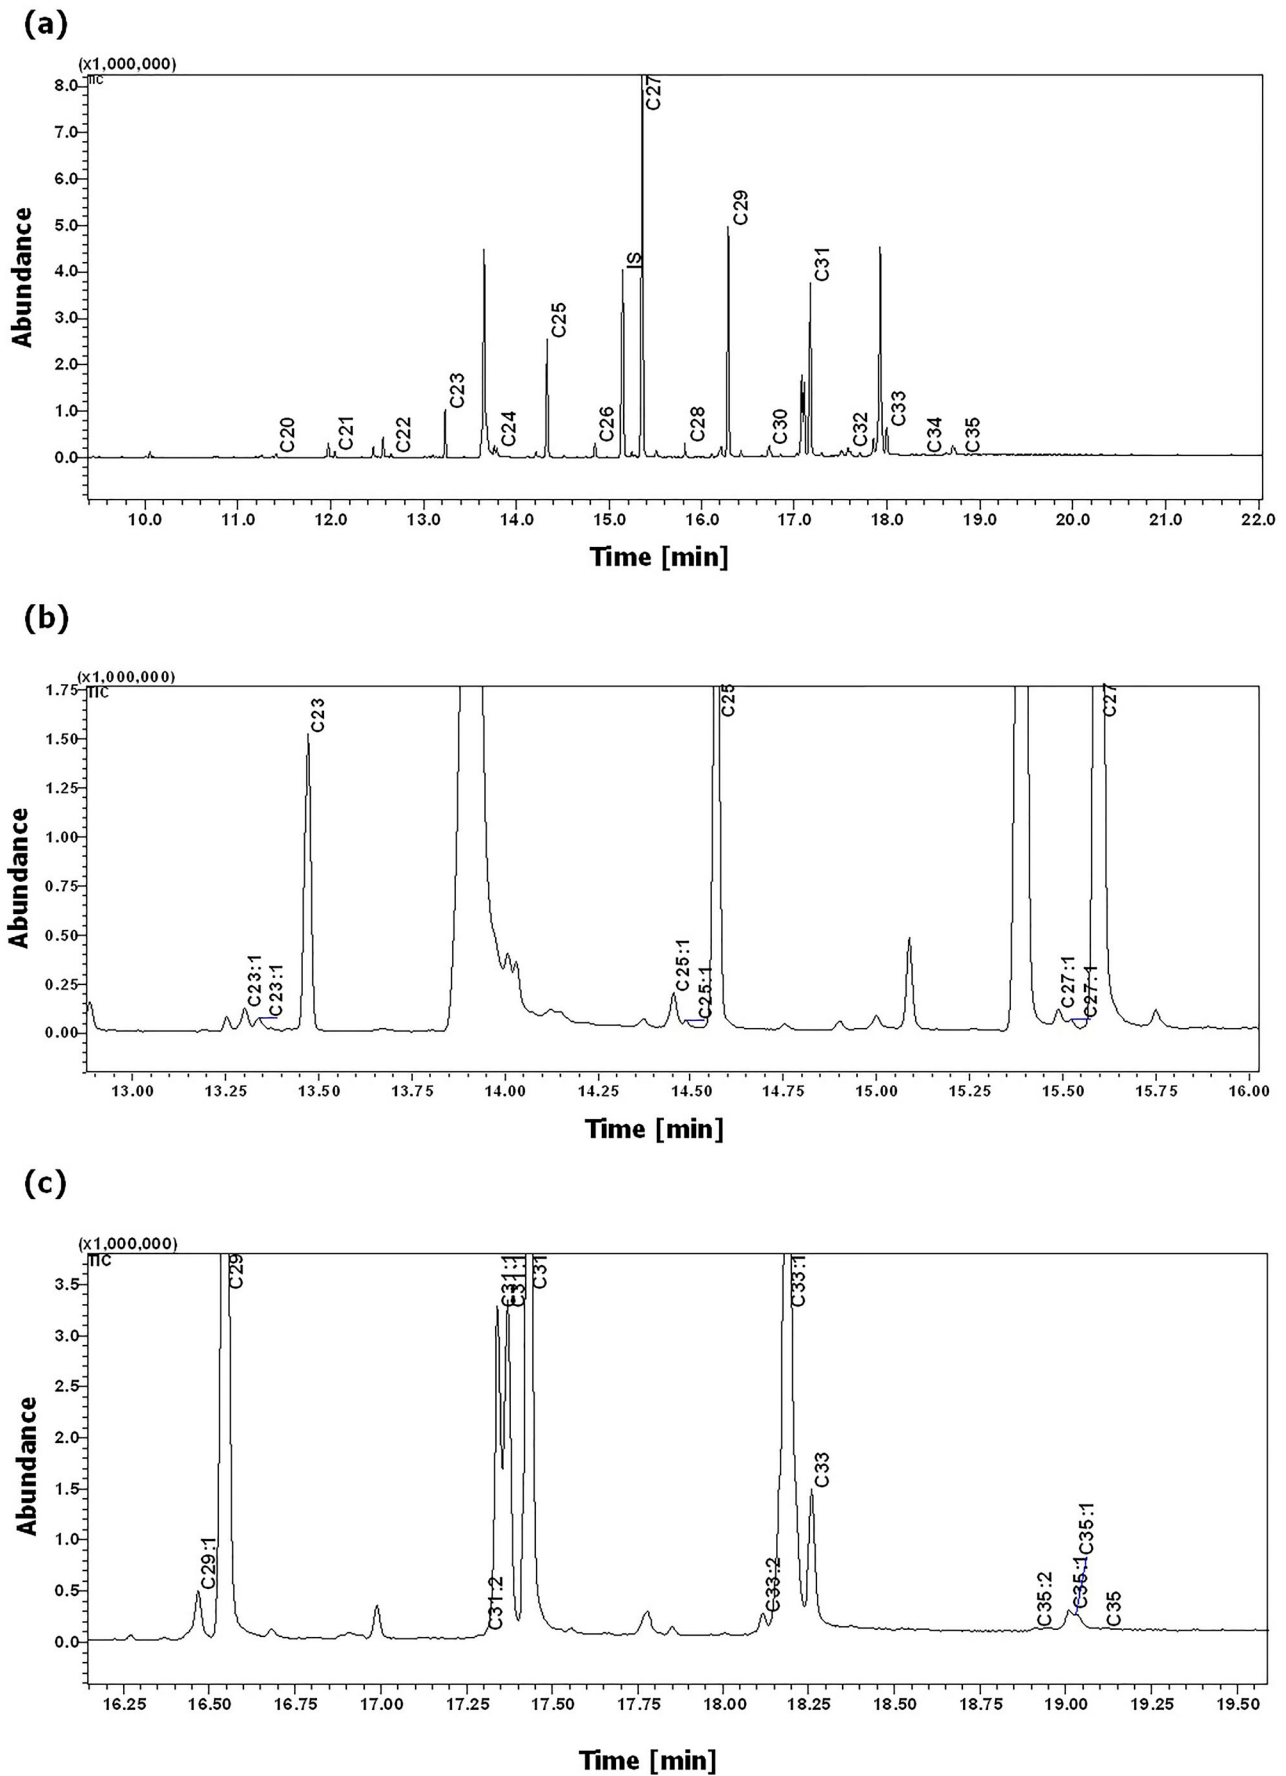 (a)
(x1,000,000)
TIC
8.0
7.0
6.0
5.0
4.0
3.0
2.0
1.0
0.0
Abundance
C20
C21
C22
C23
C24
C25
C26
IS
C27
C28
C29
C30
C31
C32
C33
C34
C35
10.0 11.0 12.0 13.0 14.0 15.0 16.0 17.0 18.0 19.0 20.0 21.0 22.0
Time [min]
(b)
(x1,000,000)
TIC
1.75
1.50
1.25
1.00
0.75
0.50
0.25
0.00
Abundance
C23:1
C23:1
C23
C25:1
C25:1
C25
C27:1
C27:1
C27
13.00 13.25 13.50 13.75 14.00 14.25 14.50 14.75 15.00 15.25 15.50 15.75 16.00
Time [min]
(c)
(x1,000,000)
TIC
3.5
3.0
2.5
2.0
1.5
1.0
0.5
0.0
Abundance
C29:1
C29
C31:2
C31:1
C31:1
C31
C33:2
C33:1
C33
C35:2
C35:1
C35:1
C35
16.25 16.50 16.75 17.00 17.25 17.50 17.75 18.00 18.25 18.50 18.75 19.00 19.25 19.50
Time [min]